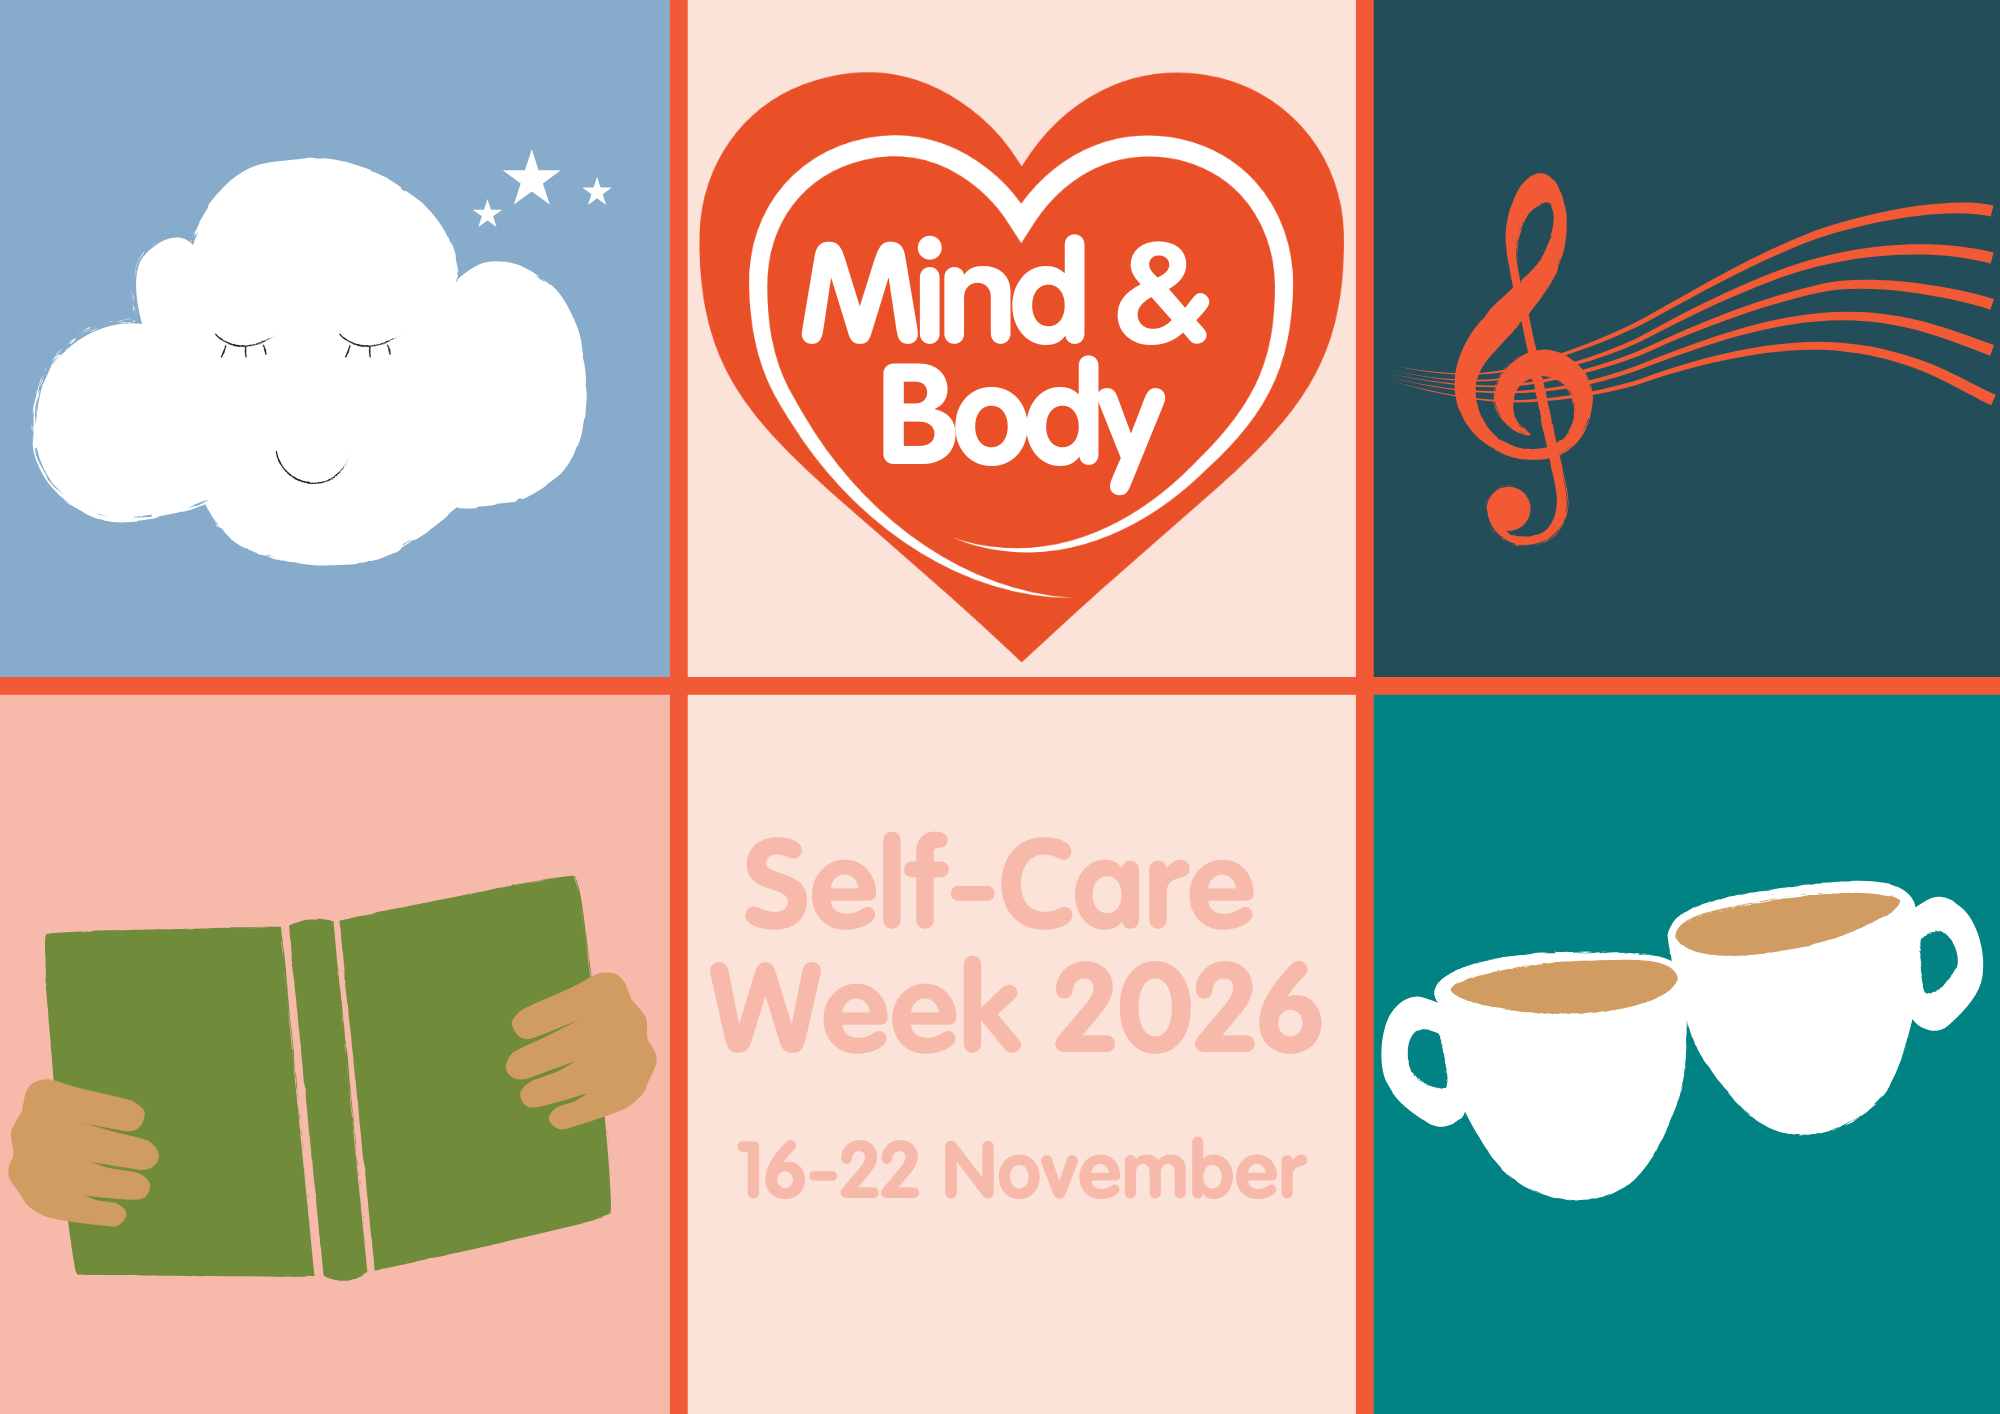 Mind &
Body
Self-Care
Week 2026
16-22 November